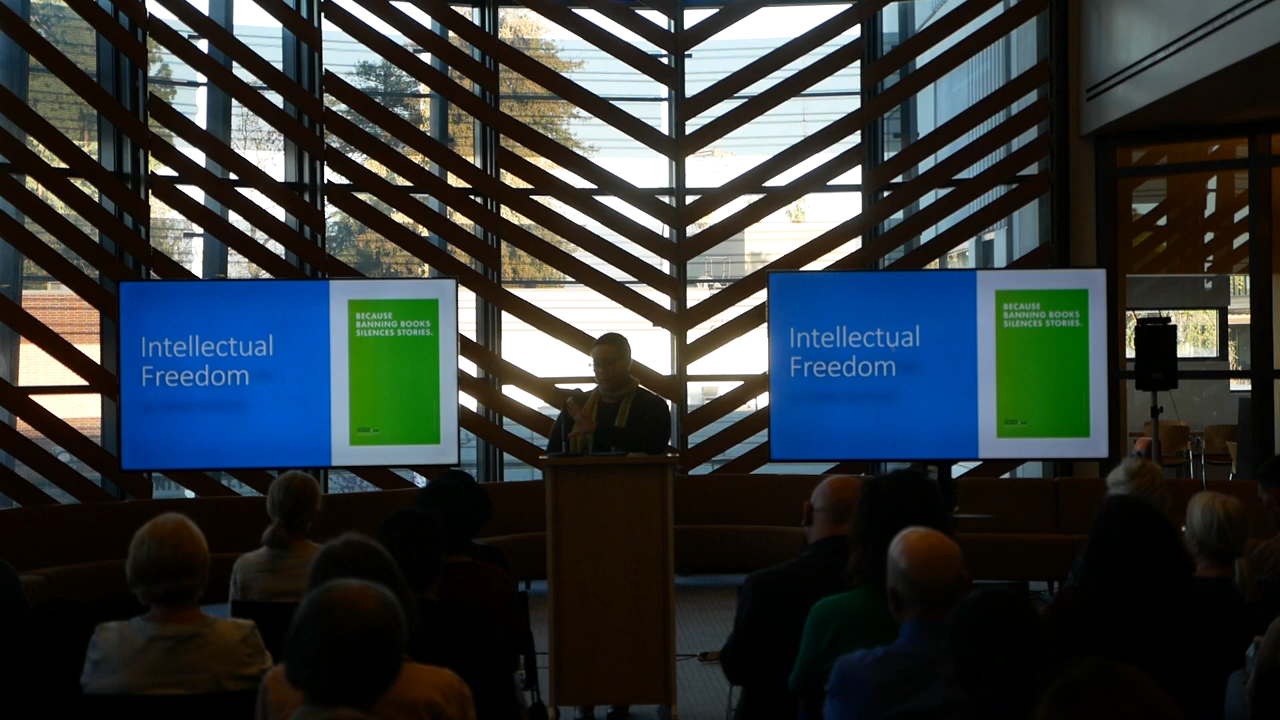 Intellectual
Freedom
BECAUSE
BANNING BOOKS
SILENCES STORIES.
Intellectual
Freedom
BECAUSE
BANNING BOOKS
SILENCES STORIES.